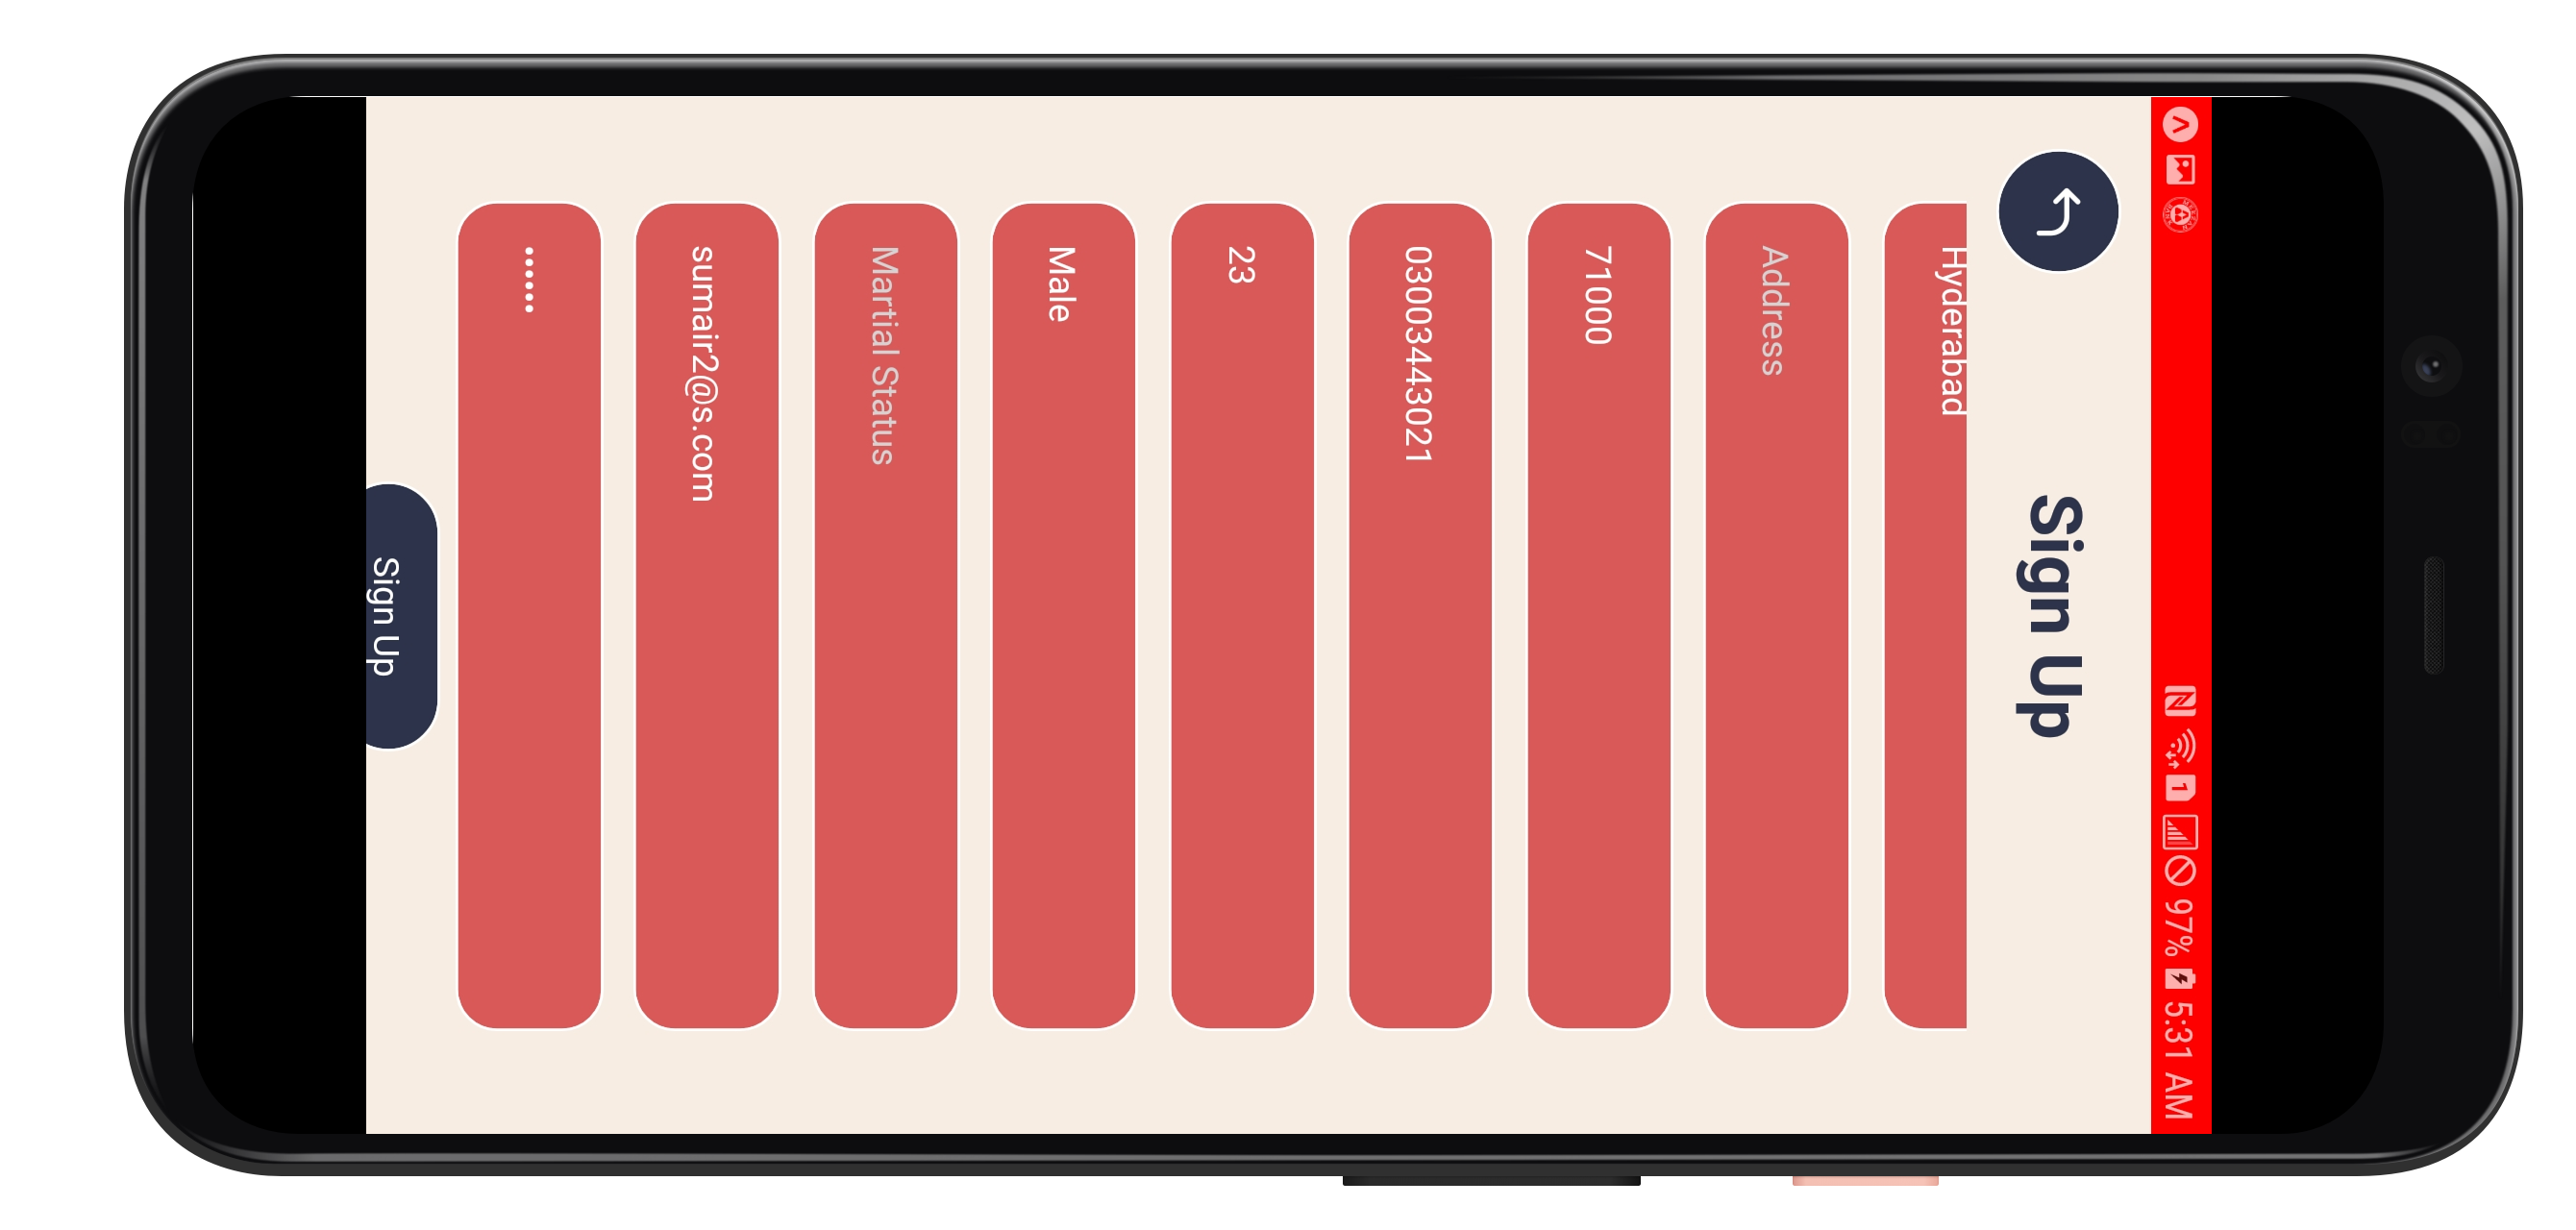 97% 5:31 AM
Sign Up
Hyderabad
Address
71000
03003443021
23
Male
Martial Status
sumair2@s.com
••••••
Sign Up